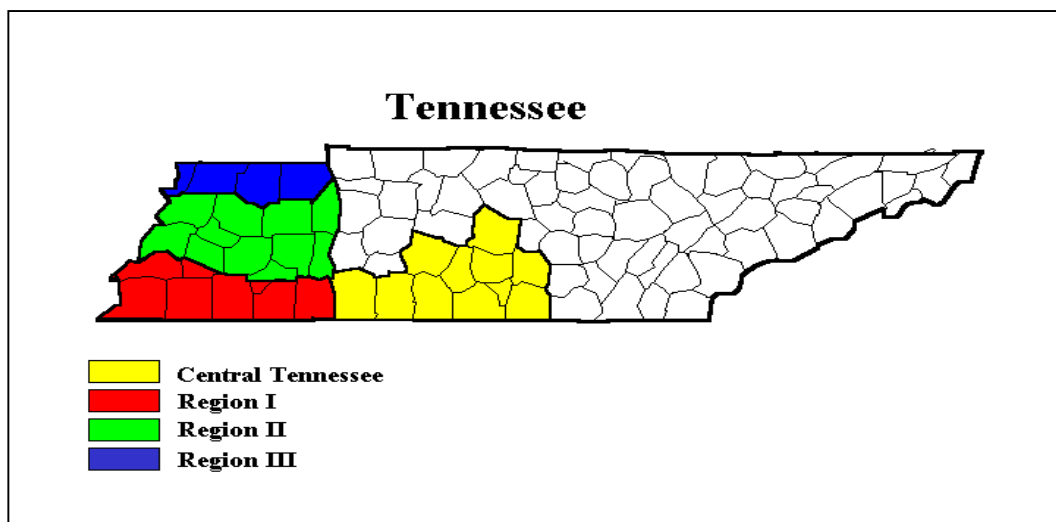 Tennessee
Central Tennessee
Region I
Region II
Region III